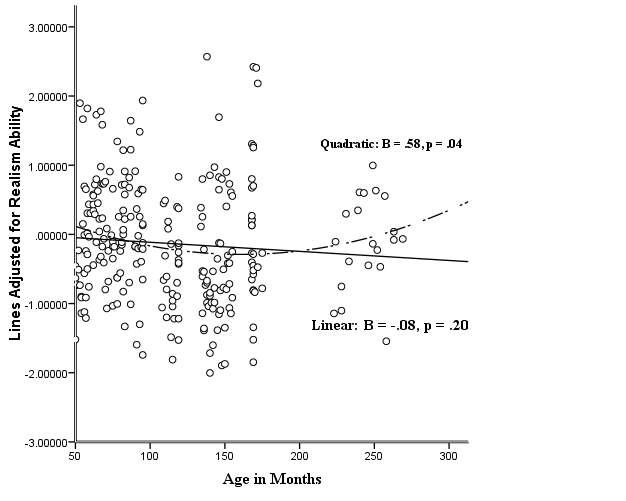 3.00000
2.00000
Quadratic: B = .58, p = .04
1.00000
.00000
Lines Adjusted for Realism Ability
-1.00000
Linear: B = -.08, p = .20
-2.00000
-3.00000
50 100 150 200 250 300
Age in Months